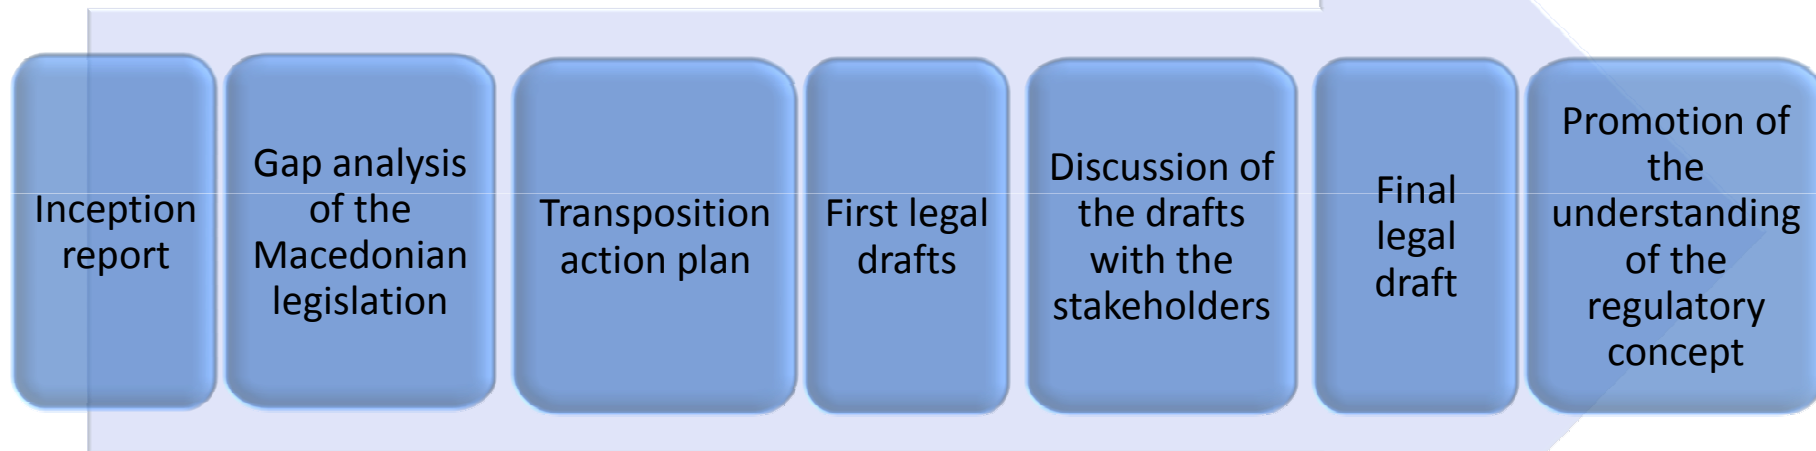 Inception
report
Gap analysis
of the
Macedonian
legislation
Transposition
action plan
First legal
drafts
Discussion of
the drafts
with the
stakeholders
Final
legal
draft
Promotion of
the
understanding
of the
regulatory
concept